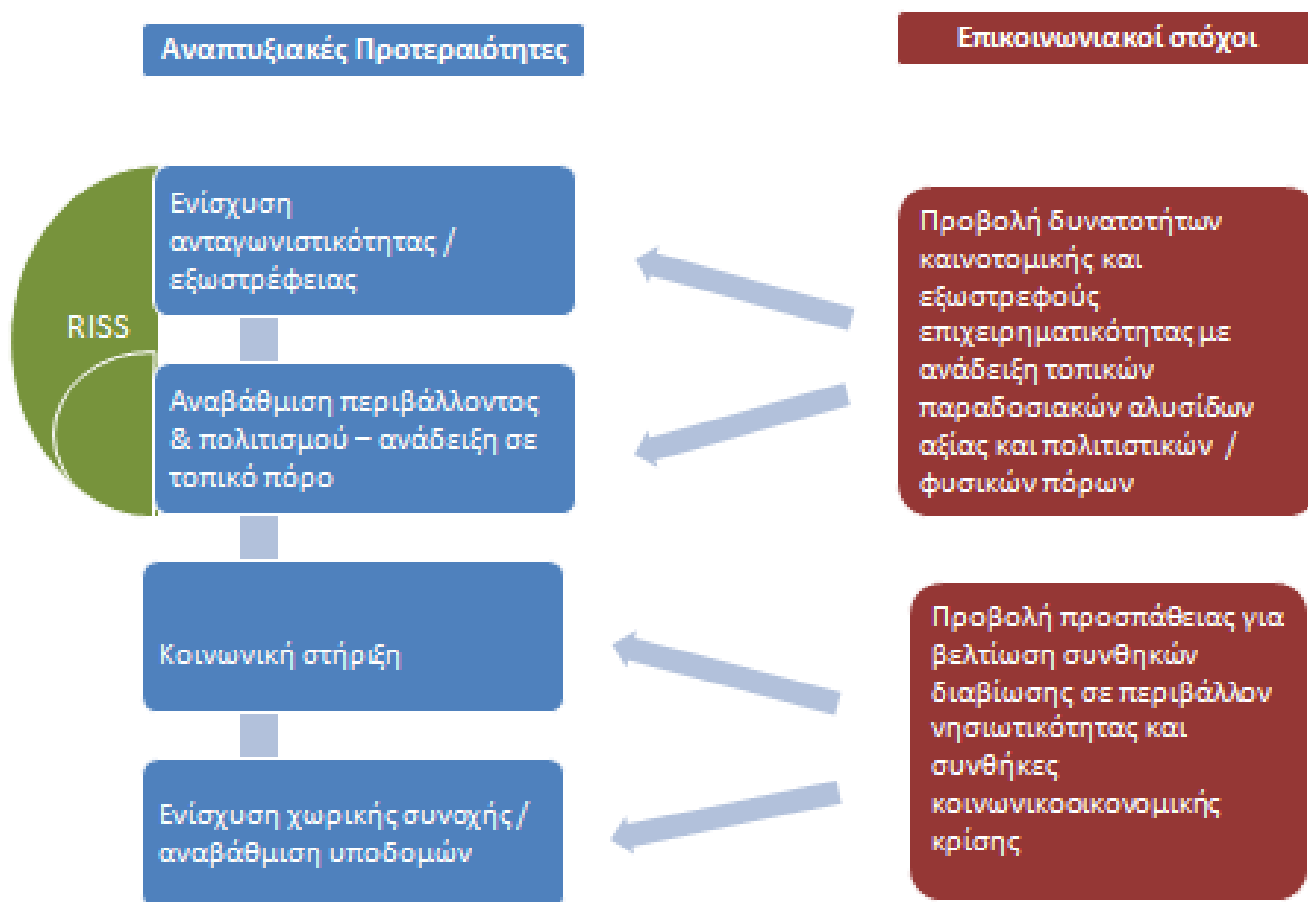 Αναπτυξιακές Προτεραιότητες
Επικοινωνιακοί στόχοι
RISS
Ενίσχυση
ανταγωνιστικότητας /
εξωστρέφειας
Αναβάθμιση περιβάλλοντος
& πολιτισμού – ανάδειξη σε
τοπικό πόρο
Κοινωνική στήριξη
Ενίσχυση χωρικής συνοχής /
αναβάθμιση υποδομών
Προβολή δυνατοτήτων
καινοτομικής και
εξωστρεφούς
επιχειρηματικότητας με
ανάδειξη τοπικών
παραδοσιακών αλυσίδων
αξίας και πολιτιστικών /
φυσικών πόρων
Προβολή προσπάθειας για
βελτίωση συνθηκών
διαβίωσης σε περιβάλλον
νησιωτικότητας και
συνθήκες
κοινωνικοοικονομικής
κρίσης